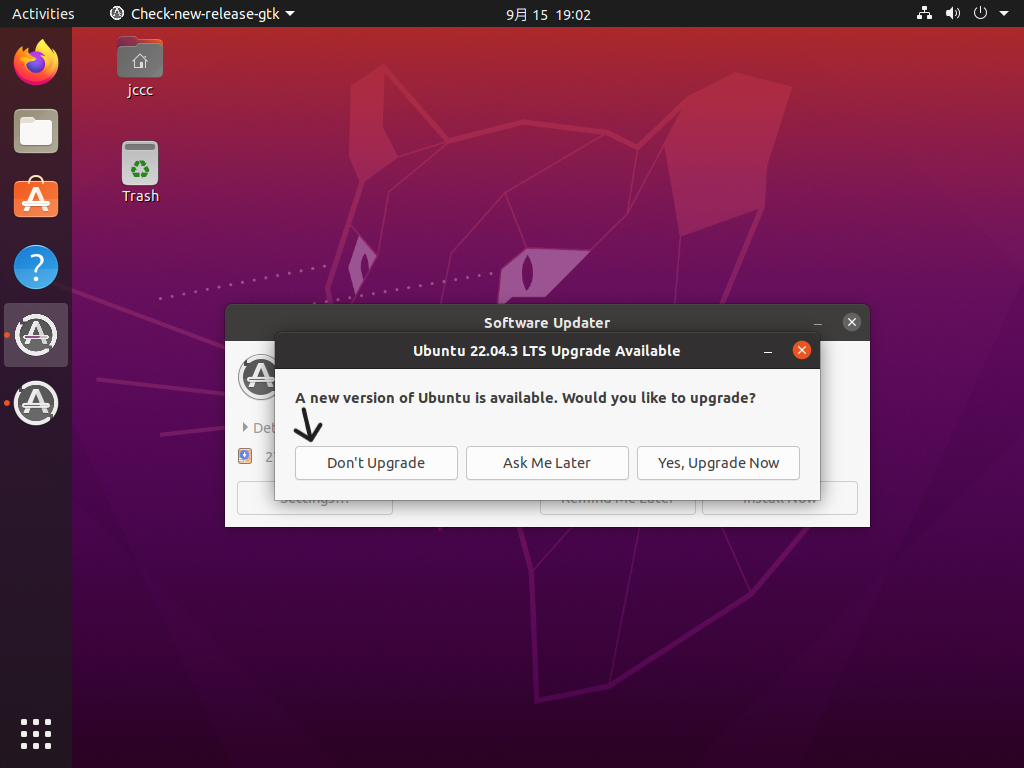 Activities
Check-new-release-gtk
9月 15 19:02
jccc
Trash
Software Updater
Ubuntu 22.04.3 LTS Upgrade Available
A new version of Ubuntu is available. Would you like to upgrade?
Don't Upgrade
Ask Me Later
Yes, Upgrade Now
Settings...
Remind Me Later
Install Now